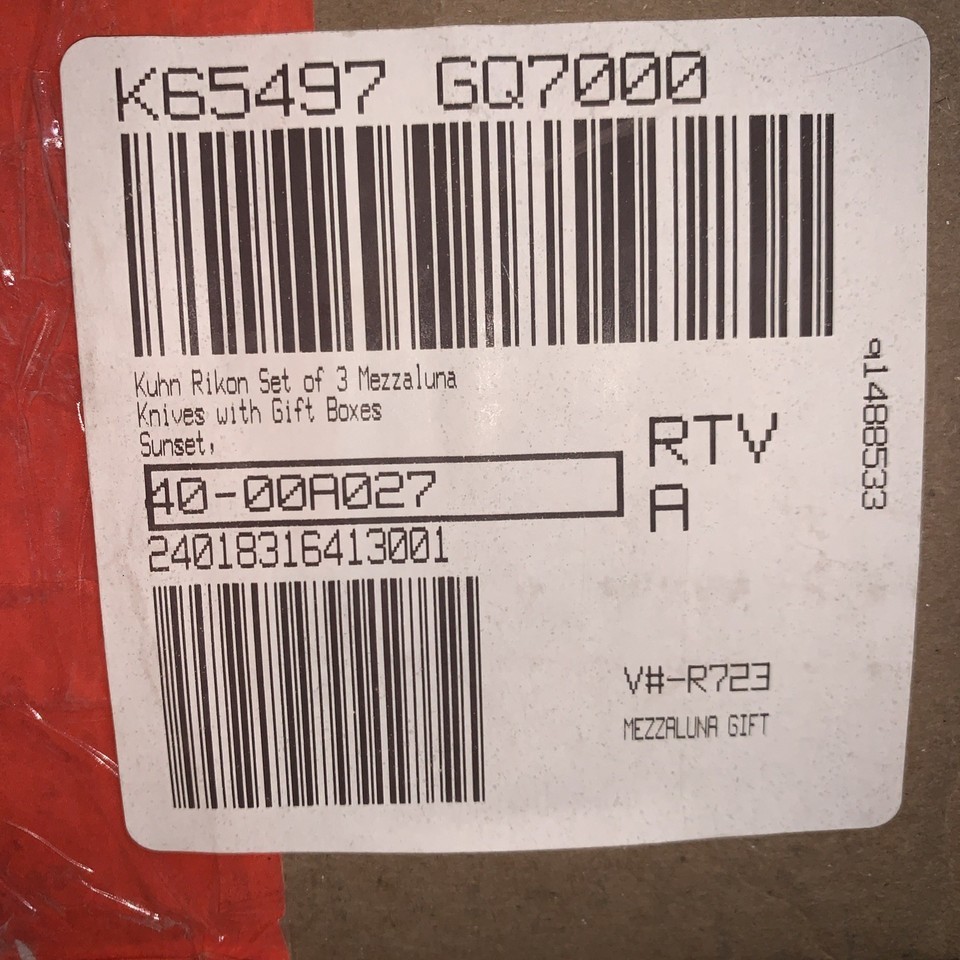 K65497 GQ7000
Kuhn Rikon Set of 3 Mezzaluna
Knives with Gift Boxes
Sunset,
40-00A027
24018316413001
RTV
A
q1488533
V#-R723
MEZZALUNA GIFT